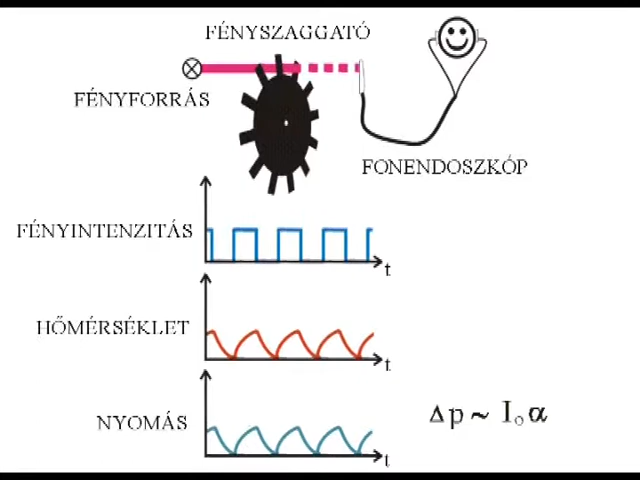 FÉNYSZAGGATÓ
FÉNYFORRÁS
FONENDOSZKÓP
FÉNYINTENZITÁS
t
HŐMÉRSÉKLET
t
NYOMÁS
Δp ~ I₀α
t